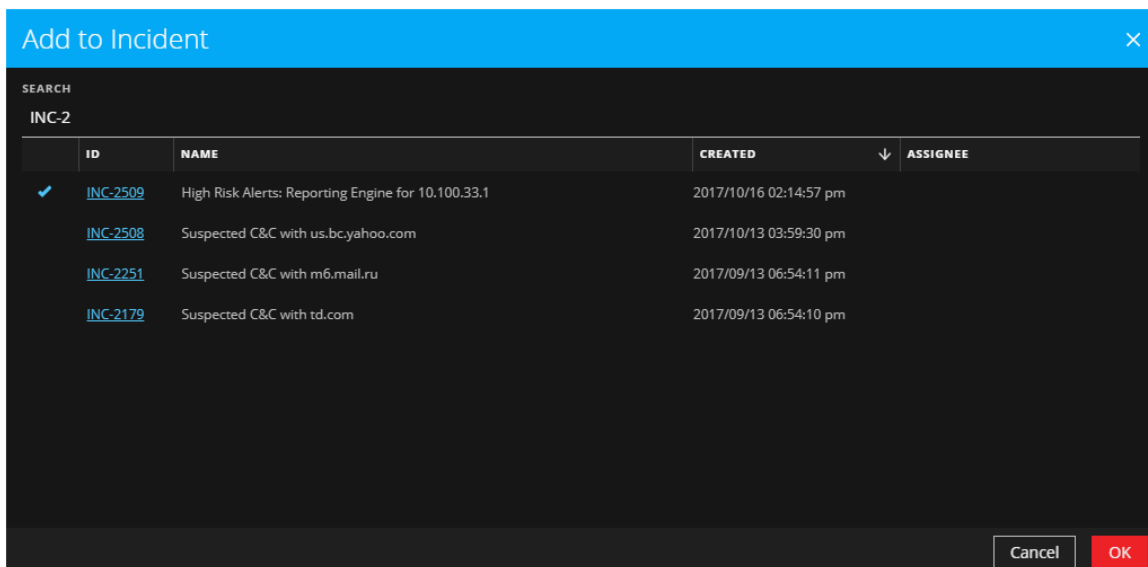 Add to Incident
SEARCH
INC-2
ID NAME CREATED ASSIGNEE
INC-2509 High Risk Alerts: Reporting Engine for 10.100.33.1 2017/10/16 02:14:57 pm
INC-2508 Suspected C&C with us.bc.yahoo.com 2017/10/13 03:59:30 pm
INC-2251 Suspected C&C with m6.mail.ru 2017/09/13 06:54:11 pm
INC-2179 Suspected C&C with td.com 2017/09/13 06:54:10 pm
Cancel OK